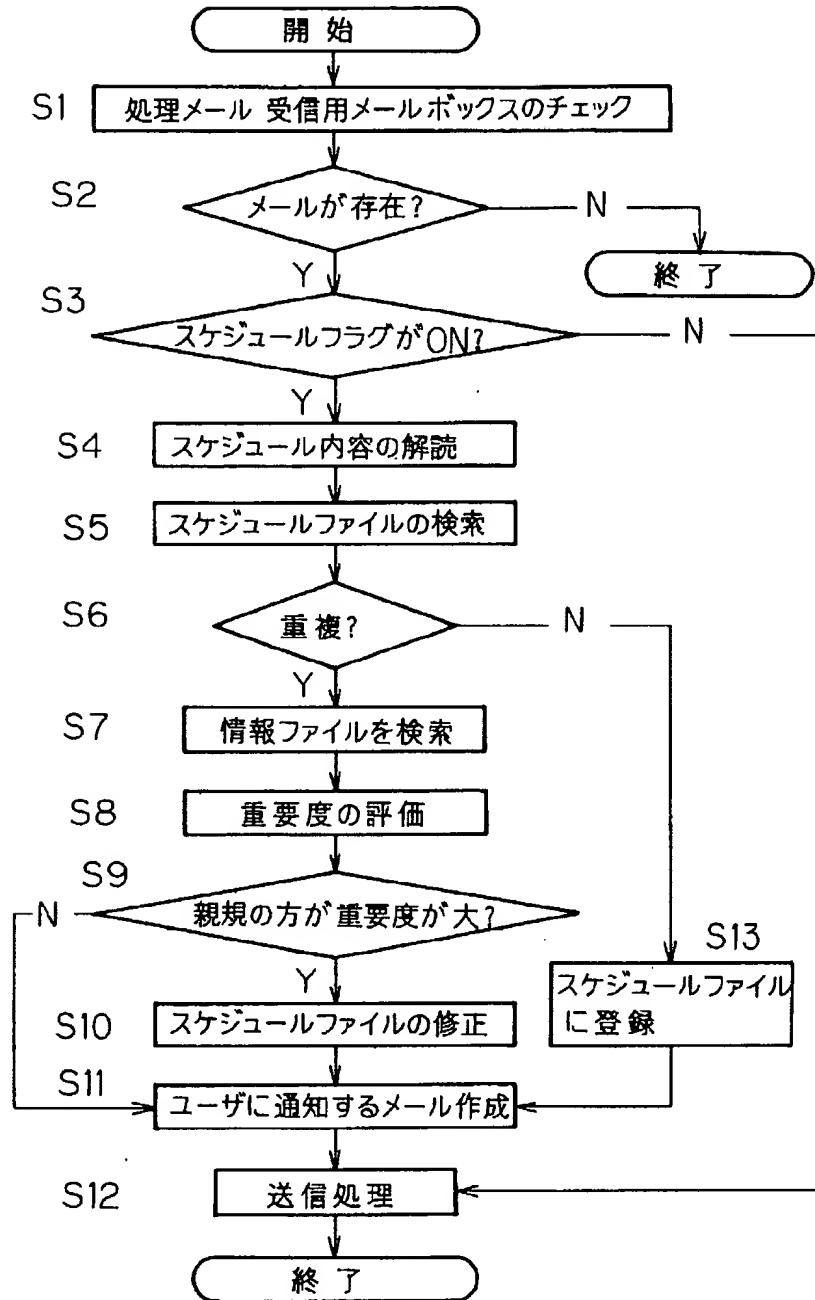 開始
S1
処理メール 受信用メールボックスのチェック
S2
メールが存在?
N
終了
Y
S3
スケジュールフラグがON?
N
Y
S4
スケジュール内容の解読
S5
スケジュールファイルの検索
S6
重複?
N
Y
S7
情報ファイルを検索
S8
重要度の評価
S9
親規の方が重要度が大?
N
Y
S13
スケジュールファイル
に登録
S10
スケジュールファイルの修正
S11
ユーザに通知するメール作成
S12
送信処理
終了